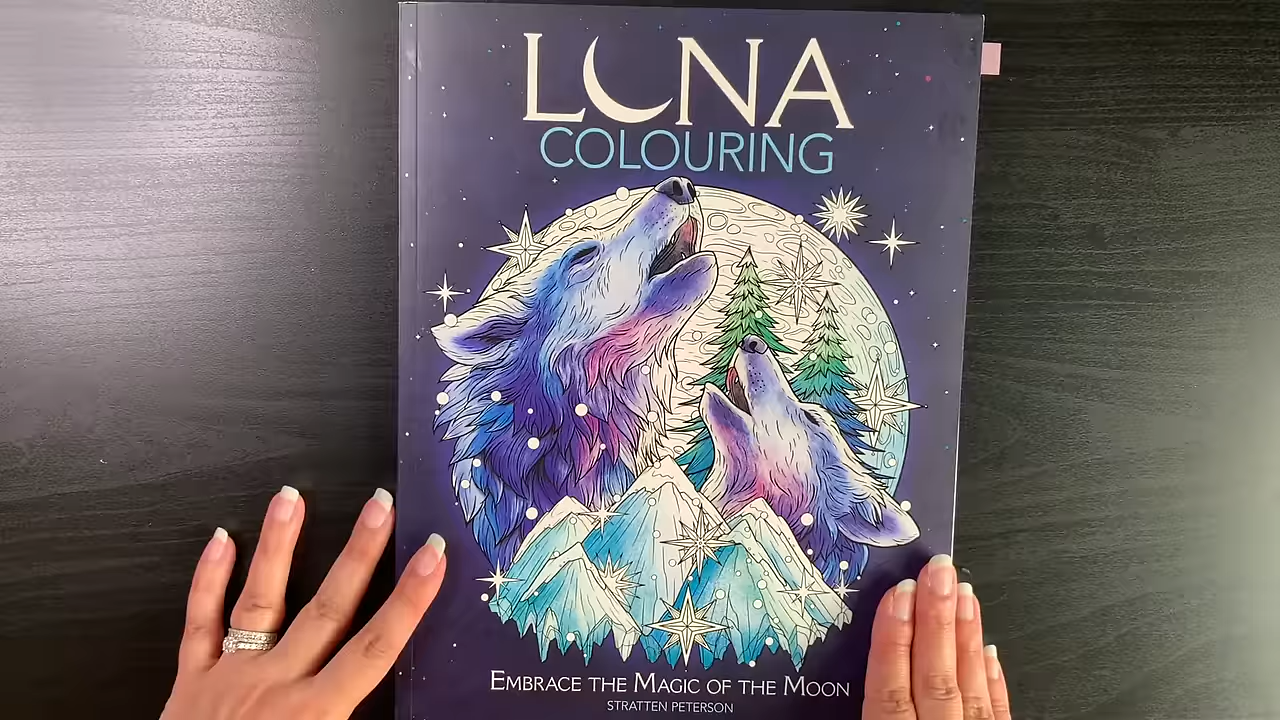 LUNA
COLOURING
EMBRACE THE MAGIC OF THE MOON
STRATTEN PETERSON